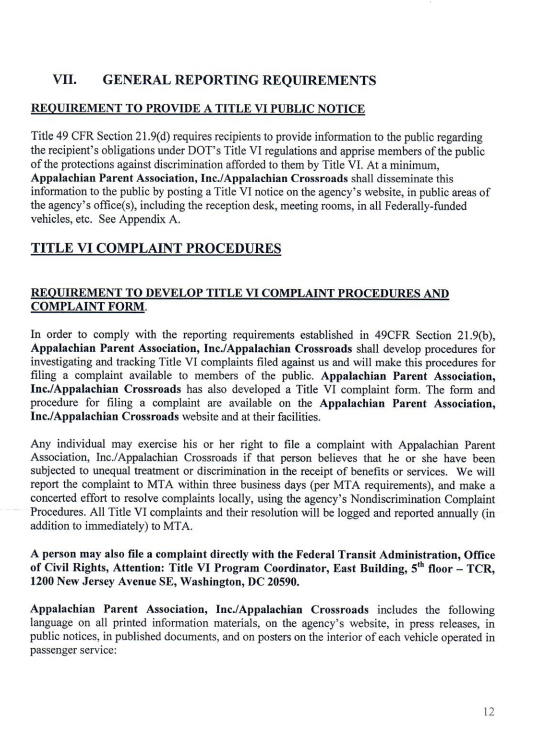 VII. GENERAL REPORTING REQUIREMENTS
REQUIREMENT TO PROVIDE A TITLE VI PUBLIC NOTICE
Title 49 CFR Section 21.9(d) requires recipients to provide information to the public regarding
the recipient's obligations under DOT's Title VI regulations and apprise members of the public
of the protections against discrimination afforded to them by Title VI. At a minimum,
Appalachian Parent Association, Inc./Appalachian Crossroads shall disseminate this
information to the public by posting a Title VI notice on the agency's website, in public areas of
the agency's office(s), including the reception desk, meeting rooms, in all Federally-funded
vehicles, etc. See Appendix A.
TITLE VI COMPLAINT PROCEDURES
REQUIREMENT TO DEVELOP TITLE VI COMPLAINT PROCEDURES AND
COMPLAINT FORM.
In order to comply with the reporting requirements established in 49CFR Section 21.9(b),
Appalachian Parent Association, Inc./Appalachian Crossroads shall develop procedures for
investigating and tracking Title VI complaints filed against us and will make this procedures for
filing a complaint available to members of the public. Appalachian Parent Association,
Inc./Appalachian Crossroads has also developed a Title VI complaint form. The form and
procedure for filing a complaint are available on the Appalachian Parent Association,
Inc./Appalachian Crossroads website and at their facilities.
Any individual may exercise his or her right to file a complaint with Appalachian Parent
Association, Inc./Appalachian Crossroads if that person believes that he or she have been
subjected to unequal treatment or discrimination in the receipt of benefits or services. We will
report the complaint to MTA within three business days (per MTA requirements), and make a
concerted effort to resolve complaints locally, using the agency's Nondiscrimination Complaint
Procedures. All Title VI complaints and their resolution will be logged and reported annually (in
addition to immediately) to MTA.
A person may also file a complaint directly with the Federal Transit Administration, Office
of Civil Rights, Attention: Title VI Program Coordinator, East Building, 5th floor – TCR,
1200 New Jersey Avenue SE, Washington, DC 20590.
Appalachian Parent Association, Inc./Appalachian Crossroads includes the following
language on all printed information materials, on the agency's website, in press releases, in
public notices, in published documents, and on posters on the interior of each vehicle operated in
passenger service:
12